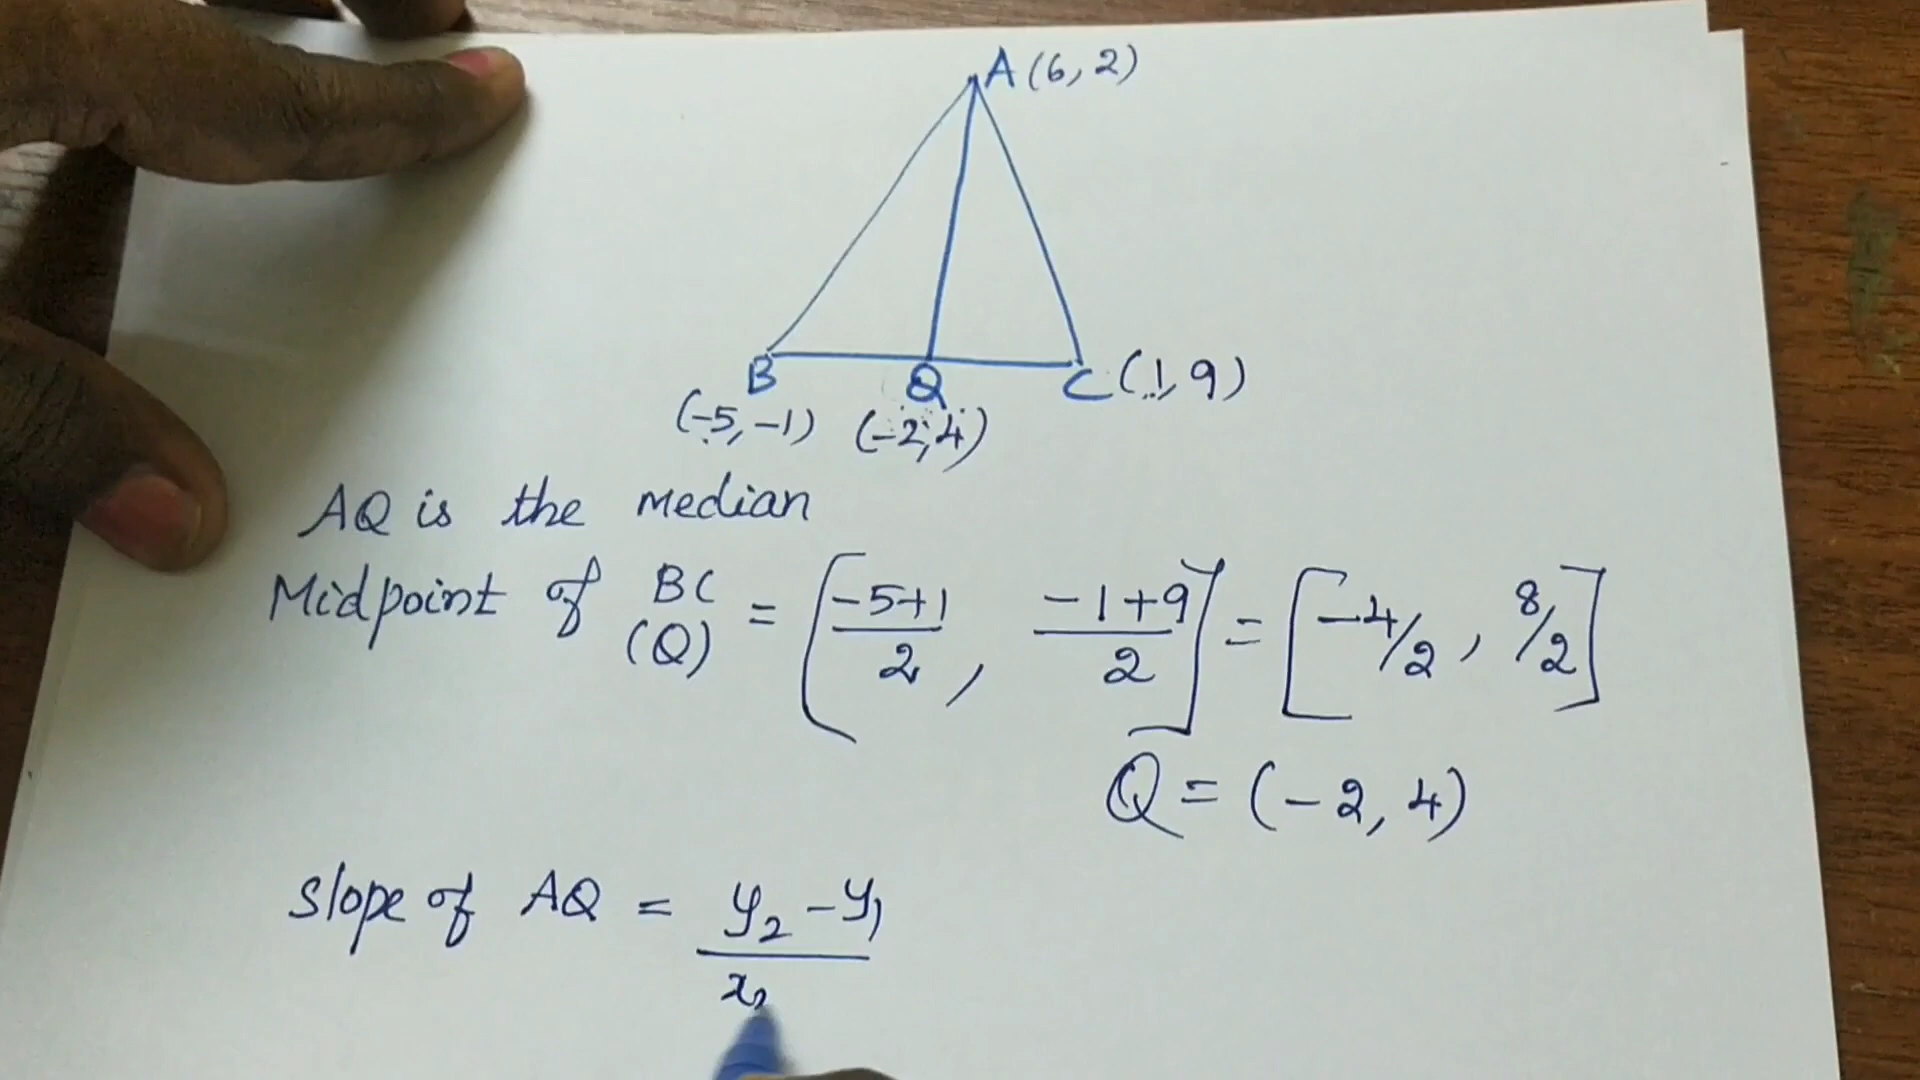 A (6, 2)
B Q C (1, 9)
(-5, -1) (-2, 4)
AQ is the median
Midpoint of BC (Q) = [(-5+1)/2, (-1+9)/2] = [-4/2, 8/2]
Q = (-2, 4)
Slope of AQ = (y₂ - y₁)/x₂